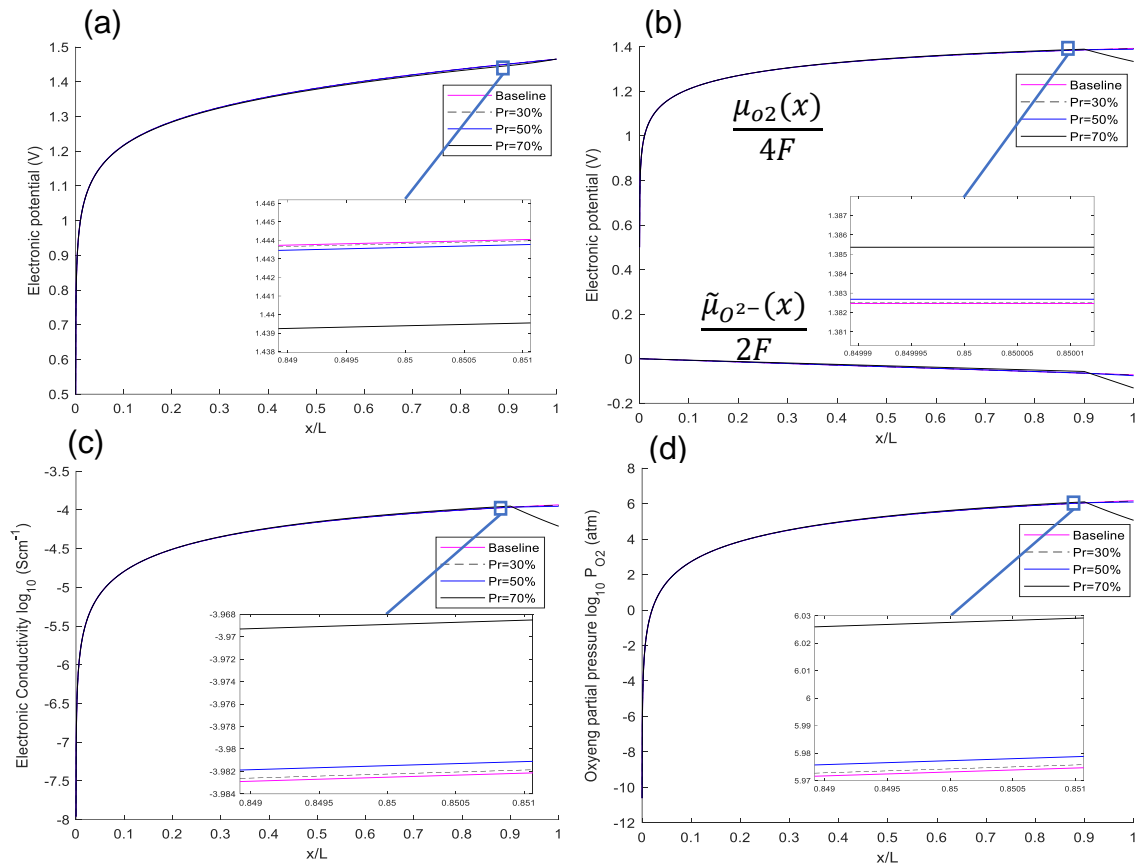 (a)
Electronic potential (V)
1.5
1.4
1.3
1.2
1.1
1
0.9
0.8
0.7
0.6
0.5
Baseline
Pr=30%
Pr=50%
Pr=70%
1.446
1.445
1.444
1.443
1.442
1.441
1.44
1.439
1.438
0.849 0.8495 0.85 0.8505 0.851
0 0.1 0.2 0.3 0.4 0.5 0.6 0.7 0.8 0.9 1
x/L
(b)
Electronic potential (V)
1.4
1.2
1
0.8
0.6
0.4
0.2
0
-0.2
Baseline
Pr=30%
Pr=50%
Pr=70%
μ_{o2}(x)
4F
1.387
1.386
1.385
1.384
1.383
1.382
1.381
0.84999 0.849995 0.85 0.850005 0.85001
μ̃_{O^{2−}}(x)
2F
0 0.1 0.2 0.3 0.4 0.5 0.6 0.7 0.8 0.9 1
x/L
(c)
Electronic Conductivity log_{10} (Scm^{-1})
-3.5
-4
-4.5
-5
-5.5
-6
-6.5
-7
-7.5
-8
Baseline
Pr=30%
Pr=50%
Pr=70%
-3.968
-3.97
-3.972
-3.974
-3.976
-3.978
-3.98
-3.982
-3.984
0.849 0.8495 0.85 0.8505 0.851
0 0.1 0.2 0.3 0.4 0.5 0.6 0.7 0.8 0.9 1
x/L
(d)
Oxyeng partial pressure log_{10} P_{O2} (atm)
8
6
4
2
0
-2
-4
-6
-8
-10
-12
Baseline
Pr=30%
Pr=50%
Pr=70%
6.03
6.02
6.01
6
5.99
5.98
5.97
0.849 0.8495 0.85 0.8505 0.851
0 0.1 0.2 0.3 0.4 0.5 0.6 0.7 0.8 0.9 1
x/L